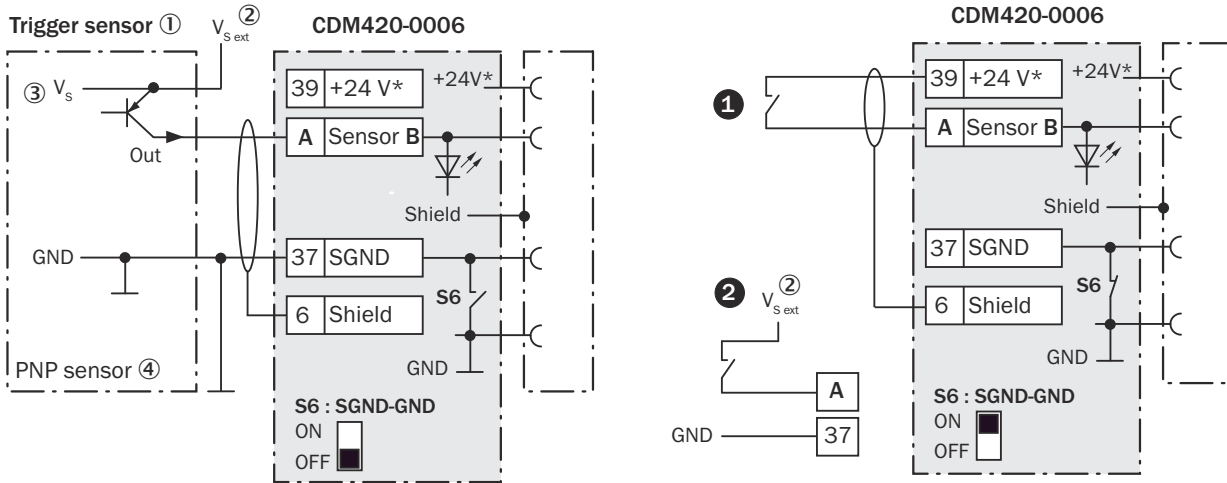 Trigger sensor ①
V S ext ②
CDM420-0006
③ V S
39 +24 V*
+24V*
A Sensor B
Out
Shield
GND
37 SGND
S6
6 Shield
GND
PNP sensor ④
S6 : SGND-GND
ON
OFF
CDM420-0006
❶
39 +24 V*
+24V*
A Sensor B
Shield
37 SGND
S6
6 Shield
GND
❷ V S ext ②
A
GND
37
S6 : SGND-GND
ON
OFF